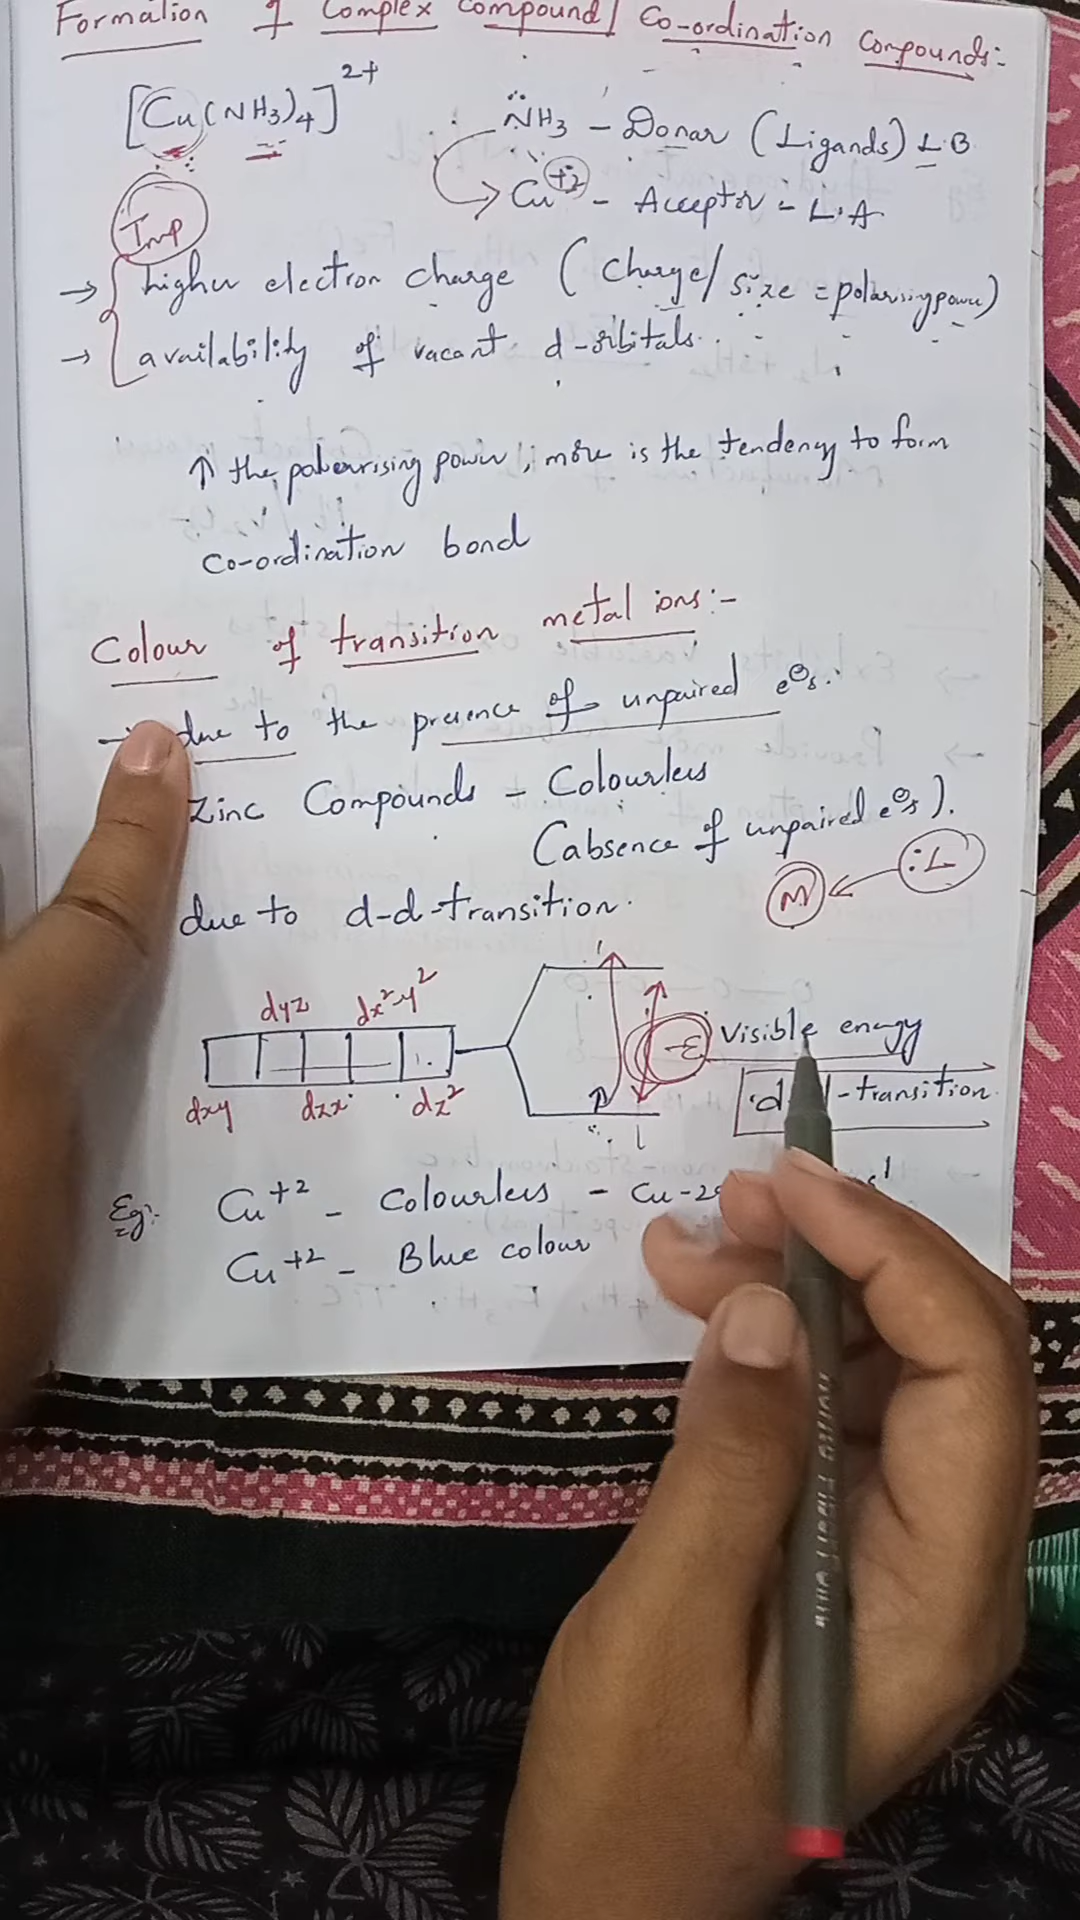 Formation of Complex Compound / Co-ordination Compounds:-
[Cu(NH3)4]2+
N̈H3 - Donar (Ligands) L.B
Cu+2 - Acceptor - L.A
Imp
→ higher electron charge (Charge/size = polarising power)
→ availability of vacant d-orbitals.
↑ the polarising power, more is the tendency to form
co-ordination bond
Colour of transition metal ions:-
→ due to the presence of unpaired e⊖s.
Zinc Compounds - Colourless
(absence of unpaired e⊖s).
M ← :L
due to d-d-transition.
dyz dx²-y²
-E Visible energy
dxy dzx dz²
d-d-transition
Eg:- Cu+2 - Colourless - Cu
Cu+2 - Blue colour